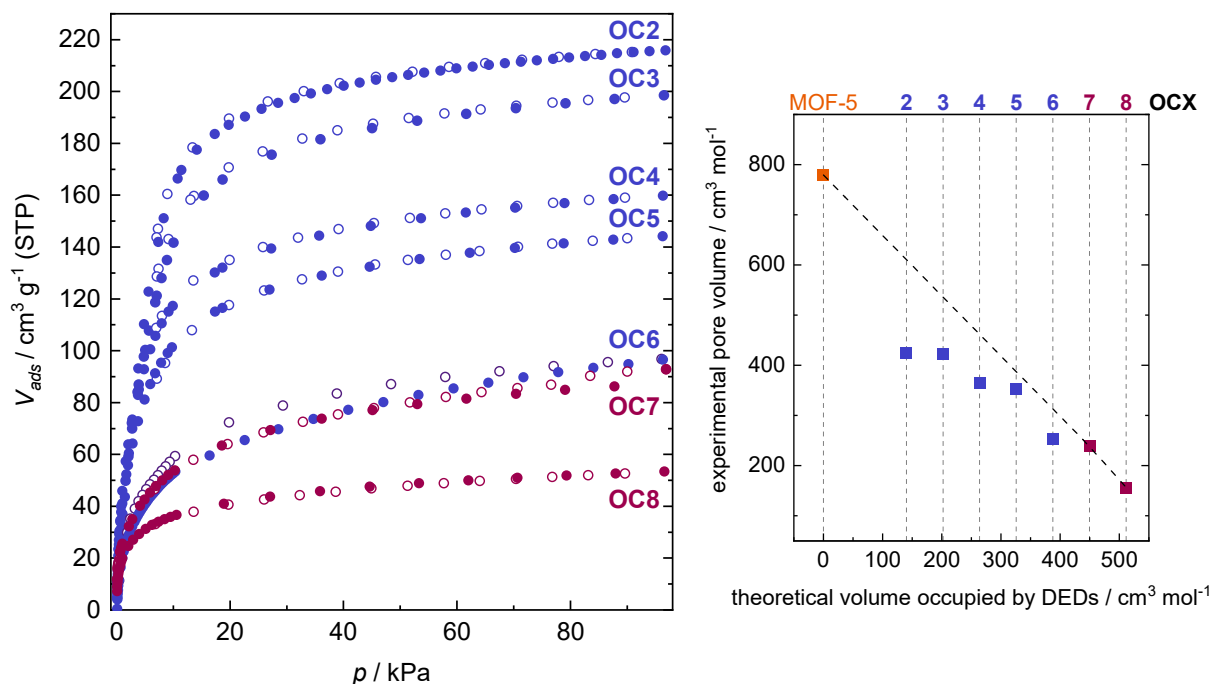 220
200
180
160
140
120
100
80
60
40
20
0
V_ads / cm³ g⁻¹ (STP)
OC2
OC3
OC4
OC5
OC6
OC7
OC8
0 20 40 60 80
p / kPa
MOF-5 2 3 4 5 6 7 8 OCX
800
600
400
200
experimental pore volume / cm³ mol⁻¹
0 100 200 300 400 500
theoretical volume occupied by DEDs / cm³ mol⁻¹